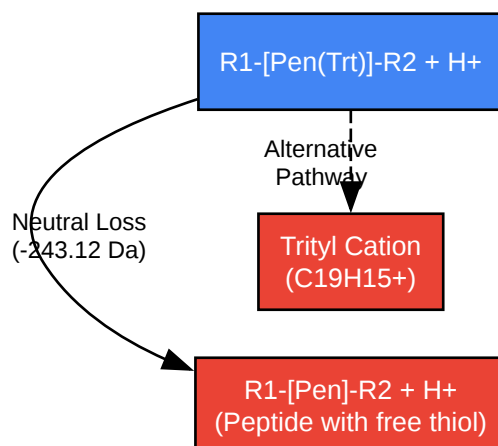 R1-[Pen(Trt)]-R2 + H+
Alternative
Pathway
Neutral Loss
(-243.12 Da)
Trityl Cation
(C19H15+)
R1-[Pen]-R2 + H+
(Peptide with free thiol)